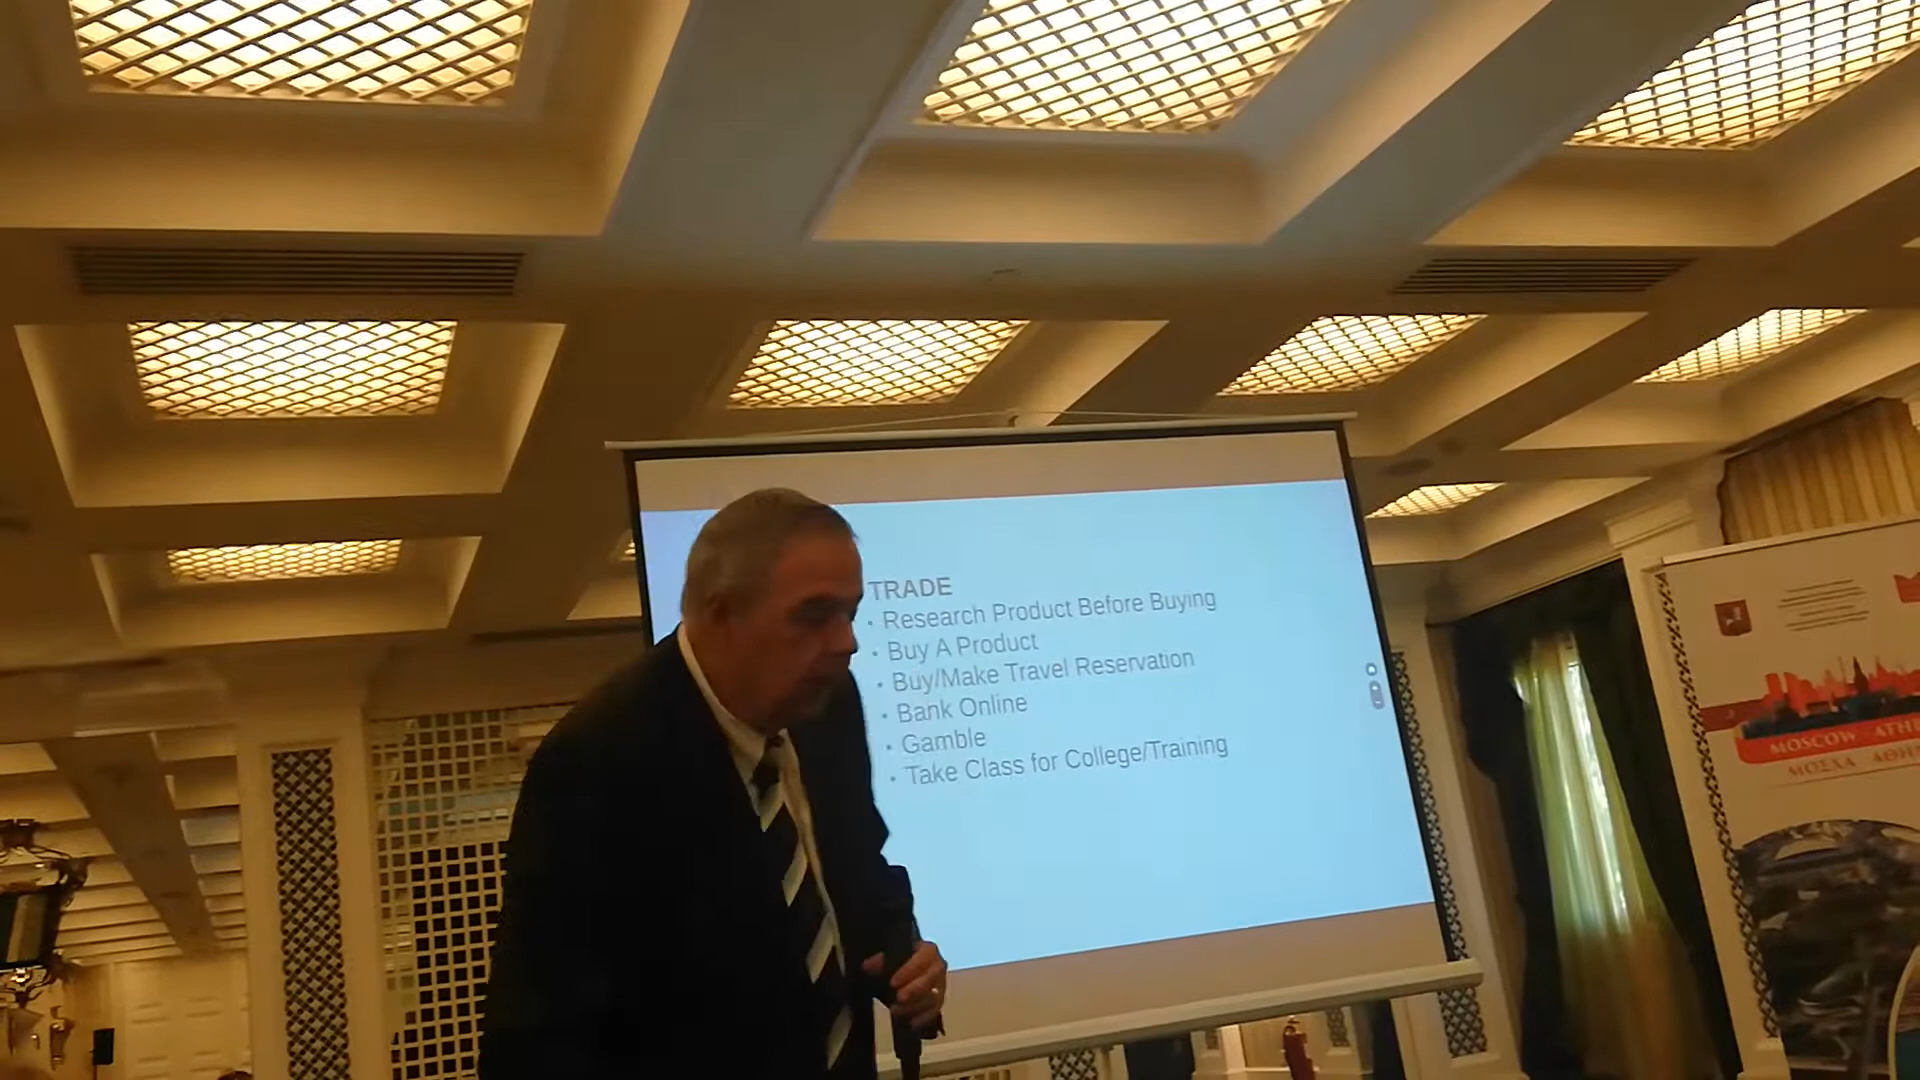 TRADE
• Research Product Before Buying
• Buy A Product
• Buy/Make Travel Reservation
• Bank Online
• Gamble
• Take Class for College/Training
MOSCOW
ΜΟΣΧΑ